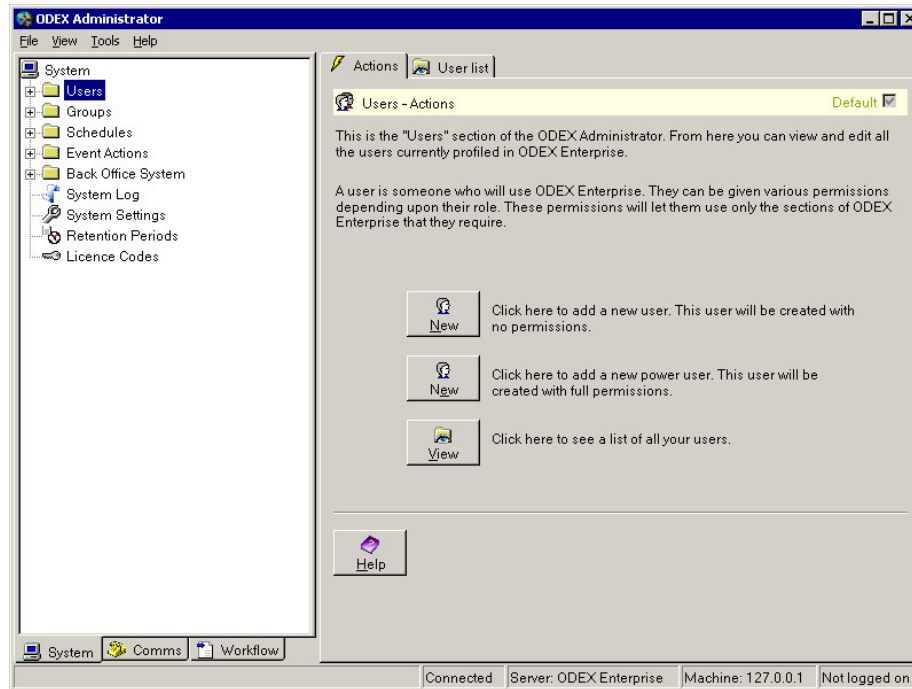 ODEX Administrator
File View Tools Help
System
Users
Groups
Schedules
Event Actions
Back Office System
System Log
System Settings
Retention Periods
Licence Codes
System Comms Workflow
Actions User list
Users - Actions Default
This is the "Users" section of the ODEX Administrator. From here you can view and edit all
the users currently profiled in ODEX Enterprise.
A user is someone who will use ODEX Enterprise. They can be given various permissions
depending upon their role. These permissions will let them use only the sections of ODEX
Enterprise that they require.
New
Click here to add a new user. This user will be created with
no permissions.
New
Click here to add a new power user. This user will be
created with full permissions.
View
Click here to see a list of all your users.
Help
Connected Server: ODEX Enterprise Machine: 127.0.0.1 Not logged on